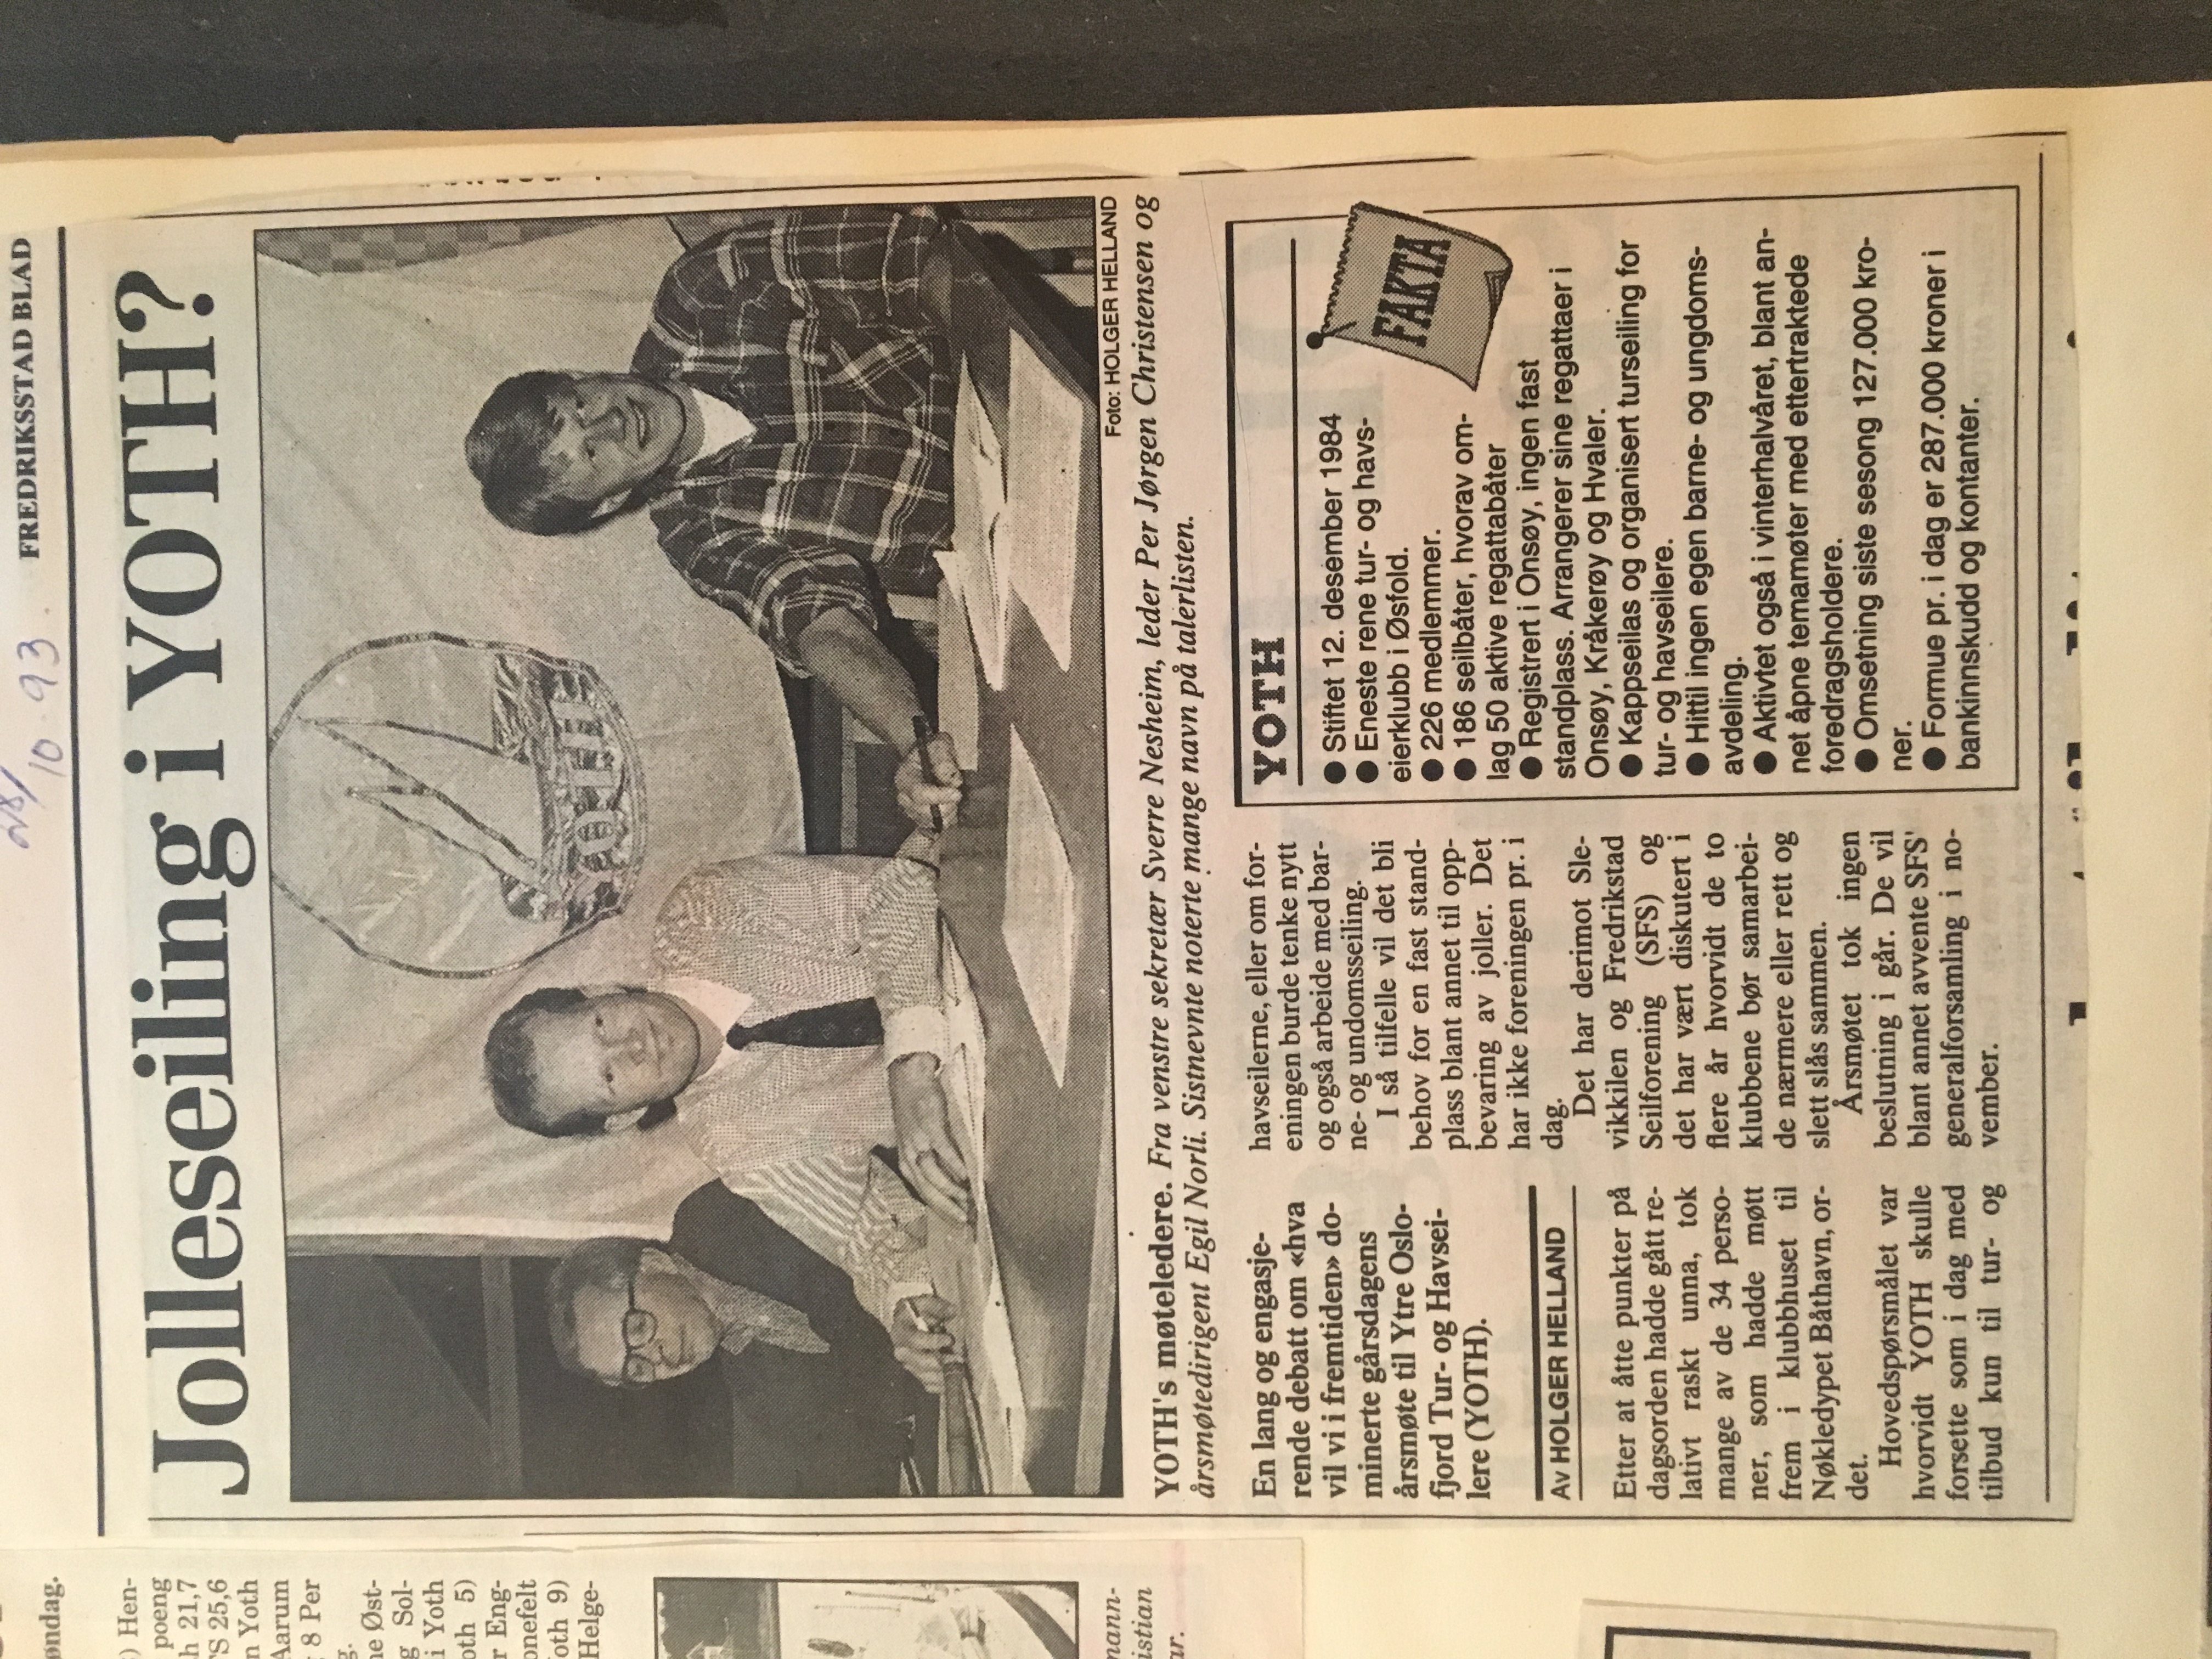 28/10.93. FREDRIKSSTAD BLAD
Jolleseiling i YOTH?
YOTH
Foto: HOLGER HELLAND
YOTH's møteledere. Fra venstre sekretær Sverre Nesheim, leder Per Jørgen Christensen og
årsmøtedirigent Egil Norli. Sistnevnte noterte mange navn på talerlisten.
En lang og engasje-
rende debatt om «hva
vil vi i fremtiden» do-
minerte gårsdagens
årsmøte til Ytre Oslo-
fjord Tur- og Havsei-
lere (YOTH).
Av HOLGER HELLAND
Etter at åtte punkter på
dagsorden hadde gått re-
lativt raskt unna, tok
mange av de 34 perso-
ner, som hadde møtt
frem i klubbhuset til
Nøkledypet Båthavn, or-
det.
Hovedspørsmålet var
hvorvidt YOTH skulle
forsette som i dag med
tilbud kun til tur- og
havseilerne, eller om for-
eningen burde tenke nytt
og også arbeide med bar-
ne- og undomsseiling.
I så tilfelle vil det bli
behov for en fast stand-
plass blant annet til opp-
bevaring av joller. Det
har ikke foreningen pr. i
dag.
Det har derimot Sle-
vikkilen og Fredrikstad
Seilforening (SFS) og
det har vært diskutert i
flere år hvorvidt de to
klubbene bør samarbei-
de nærmere eller rett og
slett slås sammen.
Årsmøtet tok ingen
beslutning i går. De vil
blant annet avvente SFS'
generalforsamling i no-
vember.
YOTH
FAKTA
● Stiftet 12. desember 1984
● Eneste rene tur- og havs-
eierklubb i Øsfold.
● 226 medlemmer.
● 186 seilbåter, hvorav om-
lag 50 aktive regattabåter
● Registrert i Onsøy, ingen fast
standplass. Arrangerer sine regattaer i
Onsøy, Kråkerøy og Hvaler.
● Kappseilas og organisert turseiling for
tur- og havseilere.
● Hittil ingen egen barne- og ungdoms-
avdeling.
● Aktivtet også i vinterhalvåret, blant an-
net åpne temamøter med ettertraktede
foredragsholdere.
● Omsetning siste sesong 127.000 kro-
ner.
● Formue pr. i dag er 287.000 kroner i
bankinnskudd og kontanter.
øndag.
) Hen-
poeng
h 21,7
S 25,6
n Yoth
Aarum
8 Per
g.
ne Øst-
g Sol-
i Yoth
oth 5)
r Eng-
onefelt
oth 9)
Helge-
mann-
istian
ar.